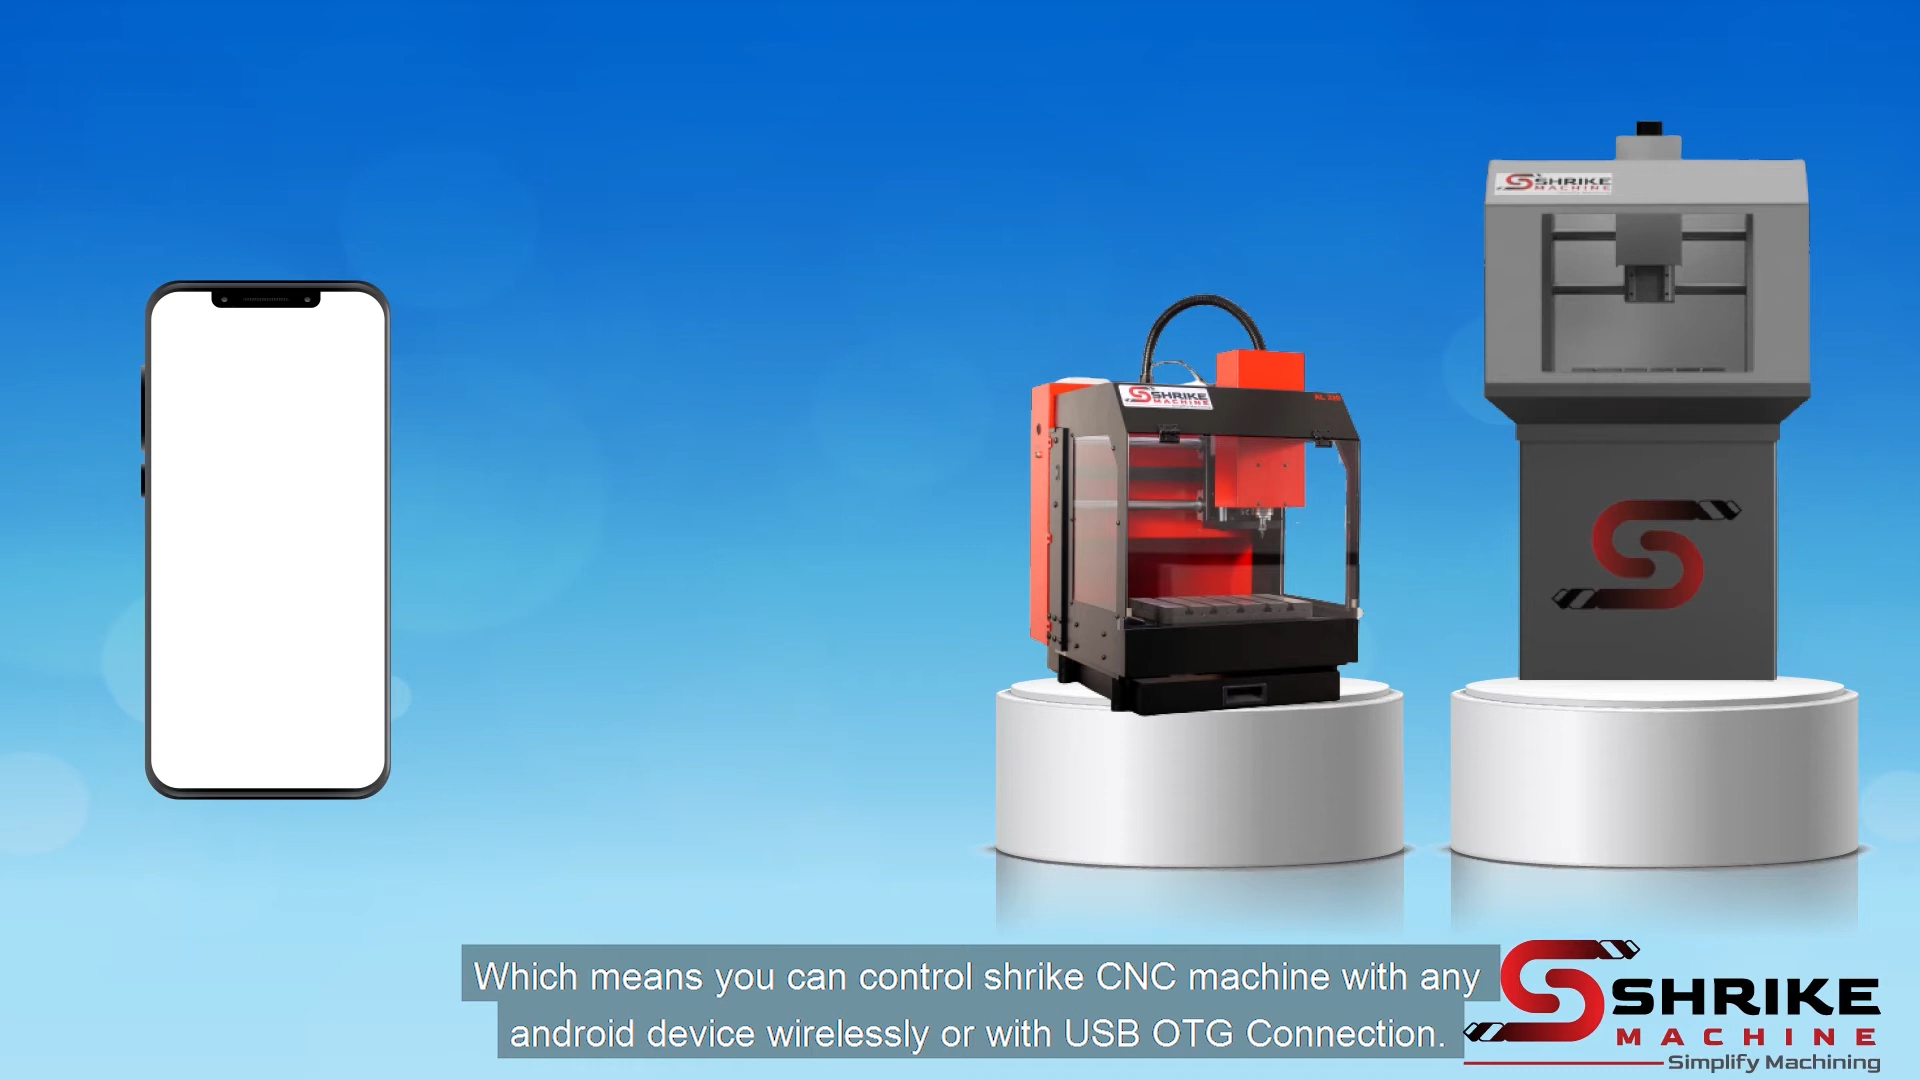 SHRIKE
MACHINE
SHRIKE
MACHINE
Which means you can control shrike CNC machine with any
android device wirelessly or with USB OTG Connection.
SHRIKE
MACHINE
Simplify Machining